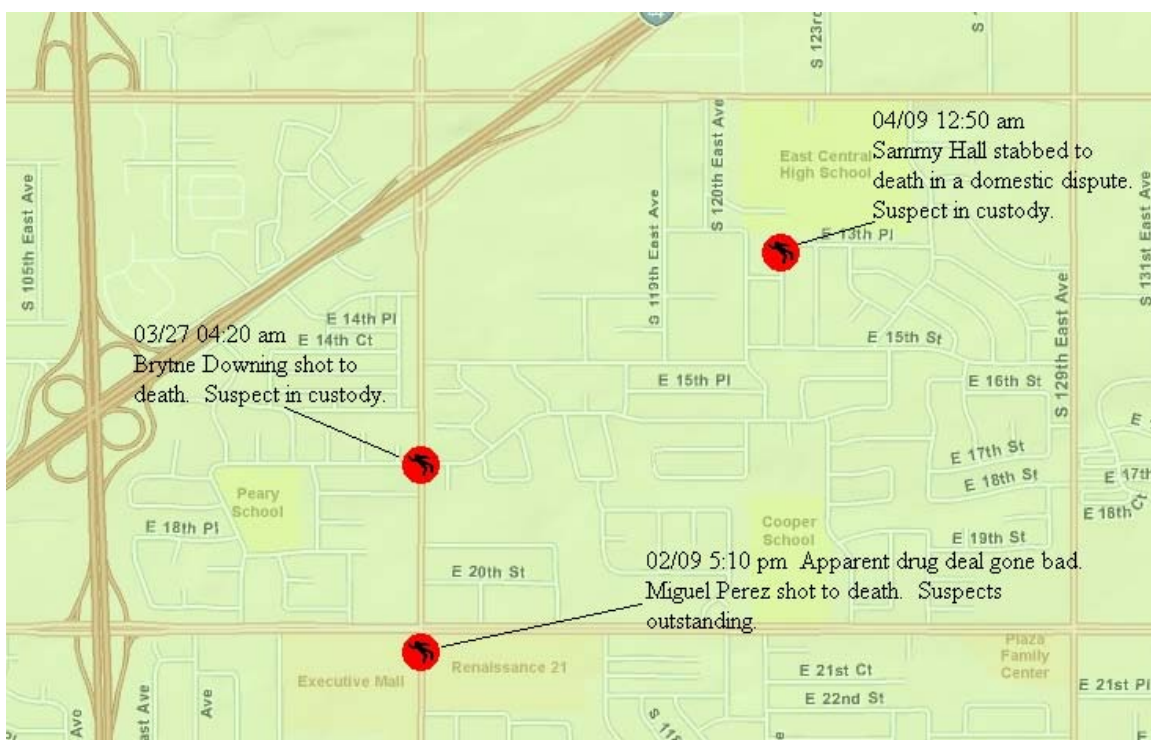 S 123rd
S 120th East Ave
04/09 12:50 am
Sammy Hall stabbed to
death in a domestic dispute.
Suspect in custody.
East Central
High School
S 105th East Ave
S 119th East Ave
E 13th Pl
S 131st East Ave
E 14th Pl
E 14th Ct
03/27 04:20 am
Brytne Downing shot to
death. Suspect in custody.
E 15th St
S 129th East Ave
E 15th Pl
E 16th St
E 17th St
E 17th
E 18th St
E 18th Ct
Peary
School
E 18th Pl
Cooper
School
E 19th St
E 20th St
02/09 5:10 pm Apparent drug deal gone bad.
Miguel Perez shot to death. Suspects
outstanding.
Executive Mall
Renaissance 21
Plaza
Family
Center
E 21st Ct
E 21st Pl
E 22nd St
Ave
ast Ave
Ave